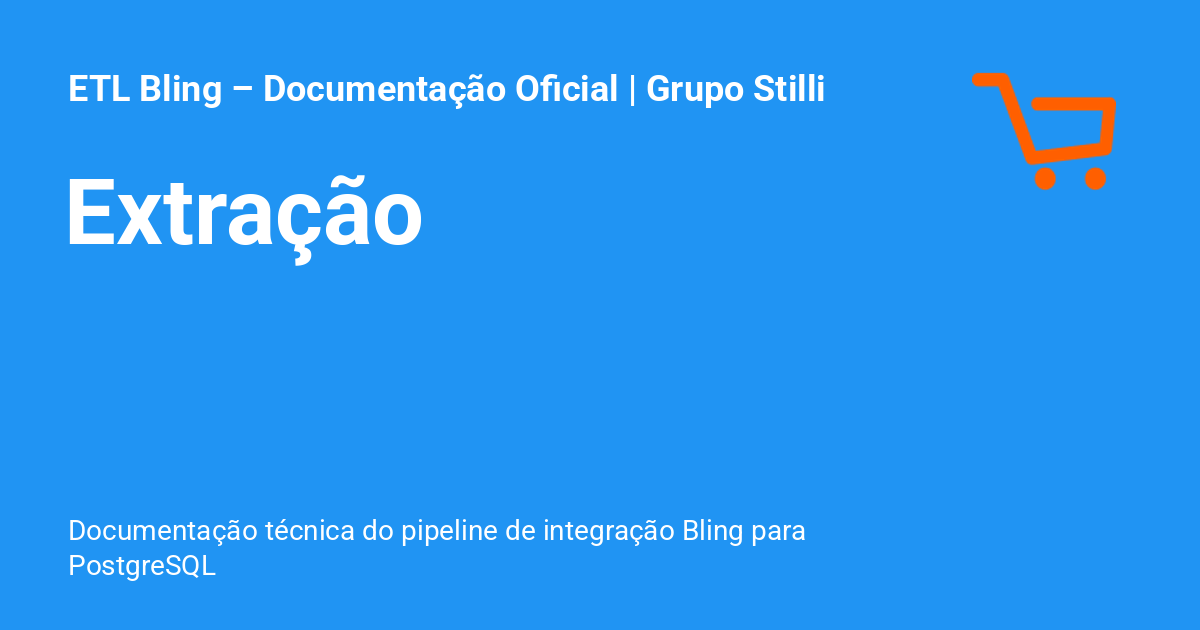 ETL Bling – Documentação Oficial | Grupo Stilli
Extração
Documentação técnica do pipeline de integração Bling para
PostgreSQL